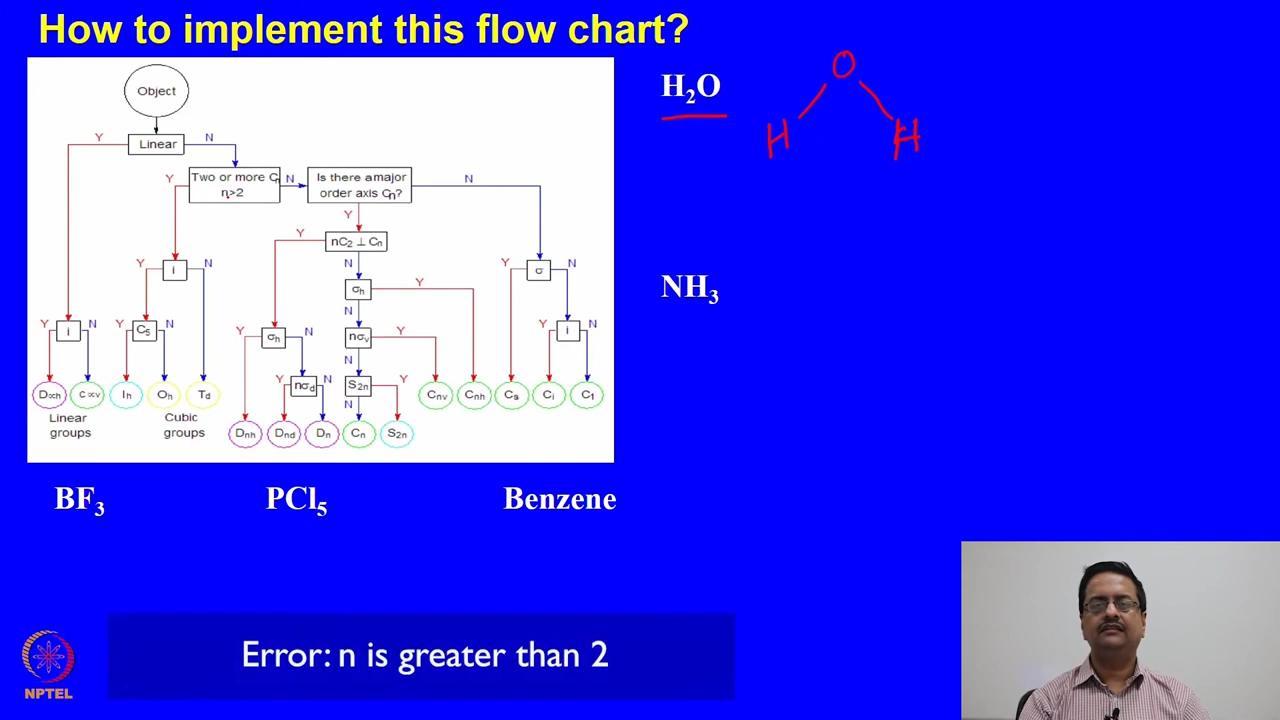 How to implement this flow chart?
Object
Y
N
Linear
Y
Two or more Cn
n>2
N
Is there a major
order axis Cn?
N
Y
Y
nC2 ⊥ Cn
N
Y
i
N
σh
Y
Y
σ
N
N
Y
i
N
Y
C5
N
Y
σh
N
nσv
Y
Y
i
N
N
Y
nσd
N
S2n
Y
N
D∞h
C∞v
Ih
Oh
Td
Cnv
Cnh
Cs
Ci
C1
Linear
groups
Cubic
groups
Dnh
Dnd
Dn
Cn
S2n
H2O
O
H
H
NH3
BF3
PCl5
Benzene
Error: n is greater than 2
NPTEL